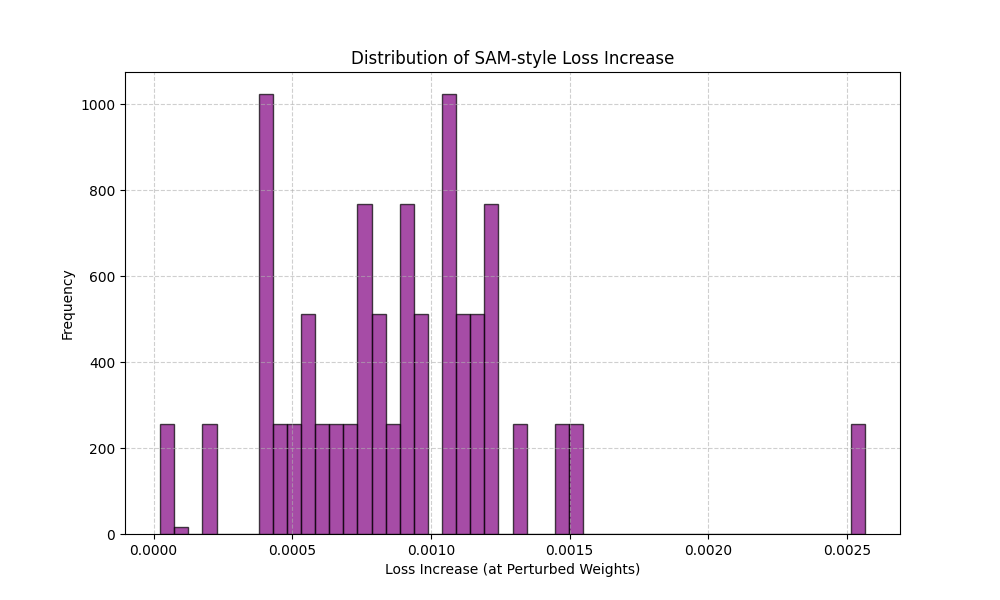 Distribution of SAM-style Loss Increase
1000
800
600
400
200
0
Frequency
0.0000 0.0005 0.0010 0.0015 0.0020 0.0025
Loss Increase (at Perturbed Weights)